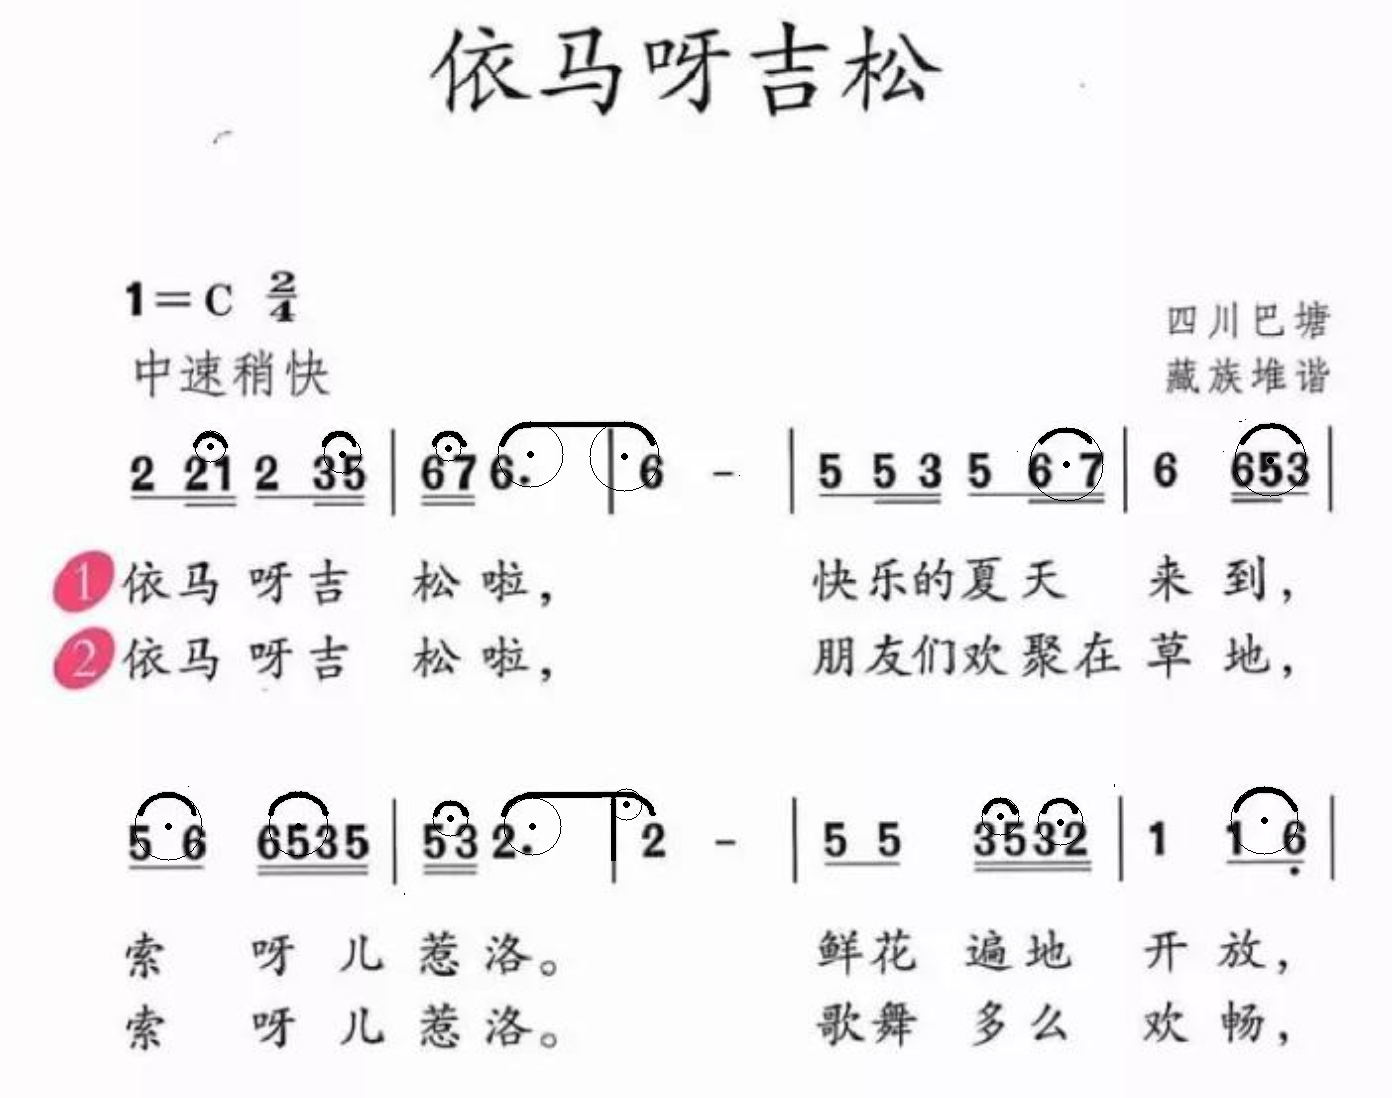 依马呀吉松
1=C 2/4
四川巴塘
中速稍快
藏族堆谐
2 21 2 35 | 67 6. | 6 - | 5 5 3 5 6 7 | 6 653 |
1 依马 呀吉 松 啦， 快乐的夏天 来 到，
2 依马 呀吉 松 啦， 朋友们欢聚在草 地，
5 6 6535 | 53 2. | 2 - | 5 5 3532 | 1 1 6̣ |
索 呀 儿 惹 洛。 鲜花 遍地 开 放，
索 呀 儿 惹 洛。 歌舞 多么 欢 畅，